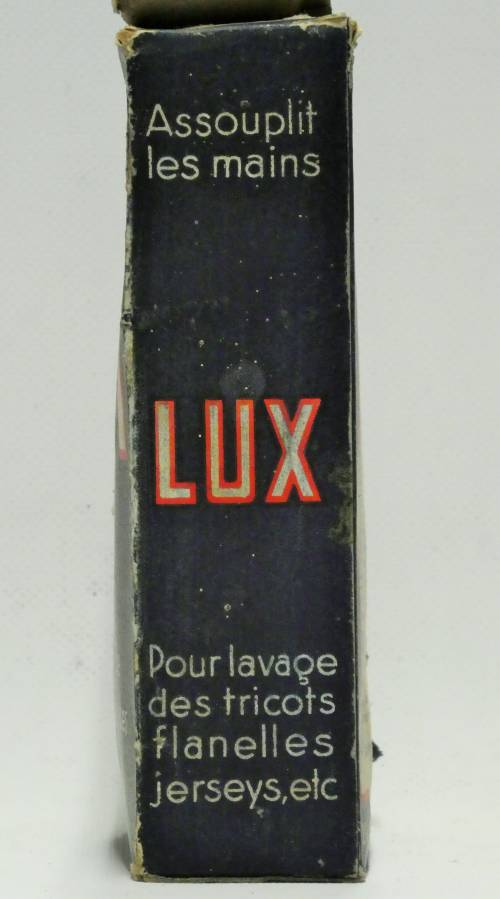 Assouplit
les mains
LUX
Pour lavage
des tricots
flanelles
jerseys,etc